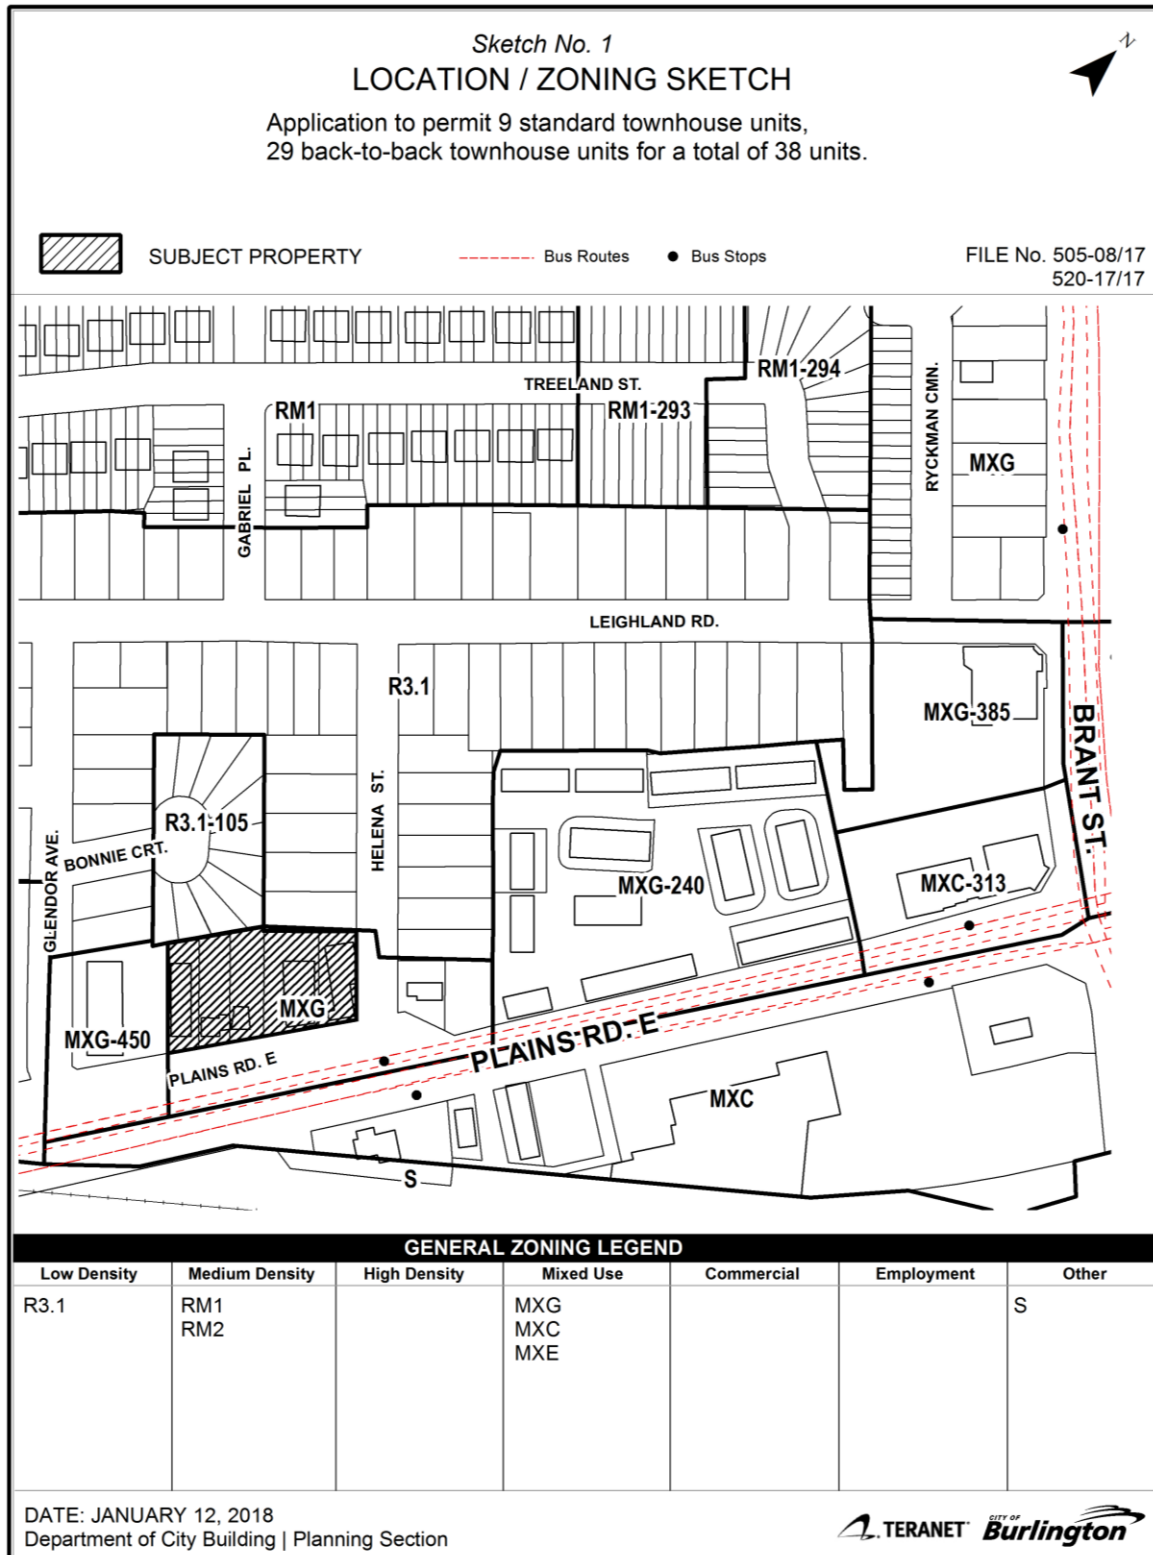 Sketch No. 1
N
LOCATION / ZONING SKETCH
Application to permit 9 standard townhouse units,
29 back-to-back townhouse units for a total of 38 units.
SUBJECT PROPERTY
Bus Routes
Bus Stops
FILE No. 505-08/17
520-17/17
RM1-294
TREELAND ST.
RM1
RM1-293
RYCKMAN CMN.
MXG
GABRIEL PL.
LEIGHLAND RD.
R3.1
MXG-385
BRANT ST.
R3.1-105
HELENA ST.
BONNIE CRT.
GLENDOR AVE.
MXG-240
MXC-313
MXG
MXG-450
PLAINS RD. E
PLAINS RD. E
MXC
S
GENERAL ZONING LEGEND
Low Density
Medium Density
High Density
Mixed Use
Commercial
Employment
Other
R3.1
RM1
RM2
MXG
MXC
MXE
S
DATE: JANUARY 12, 2018
Department of City Building | Planning Section
TERANET
CITY OF
Burlington